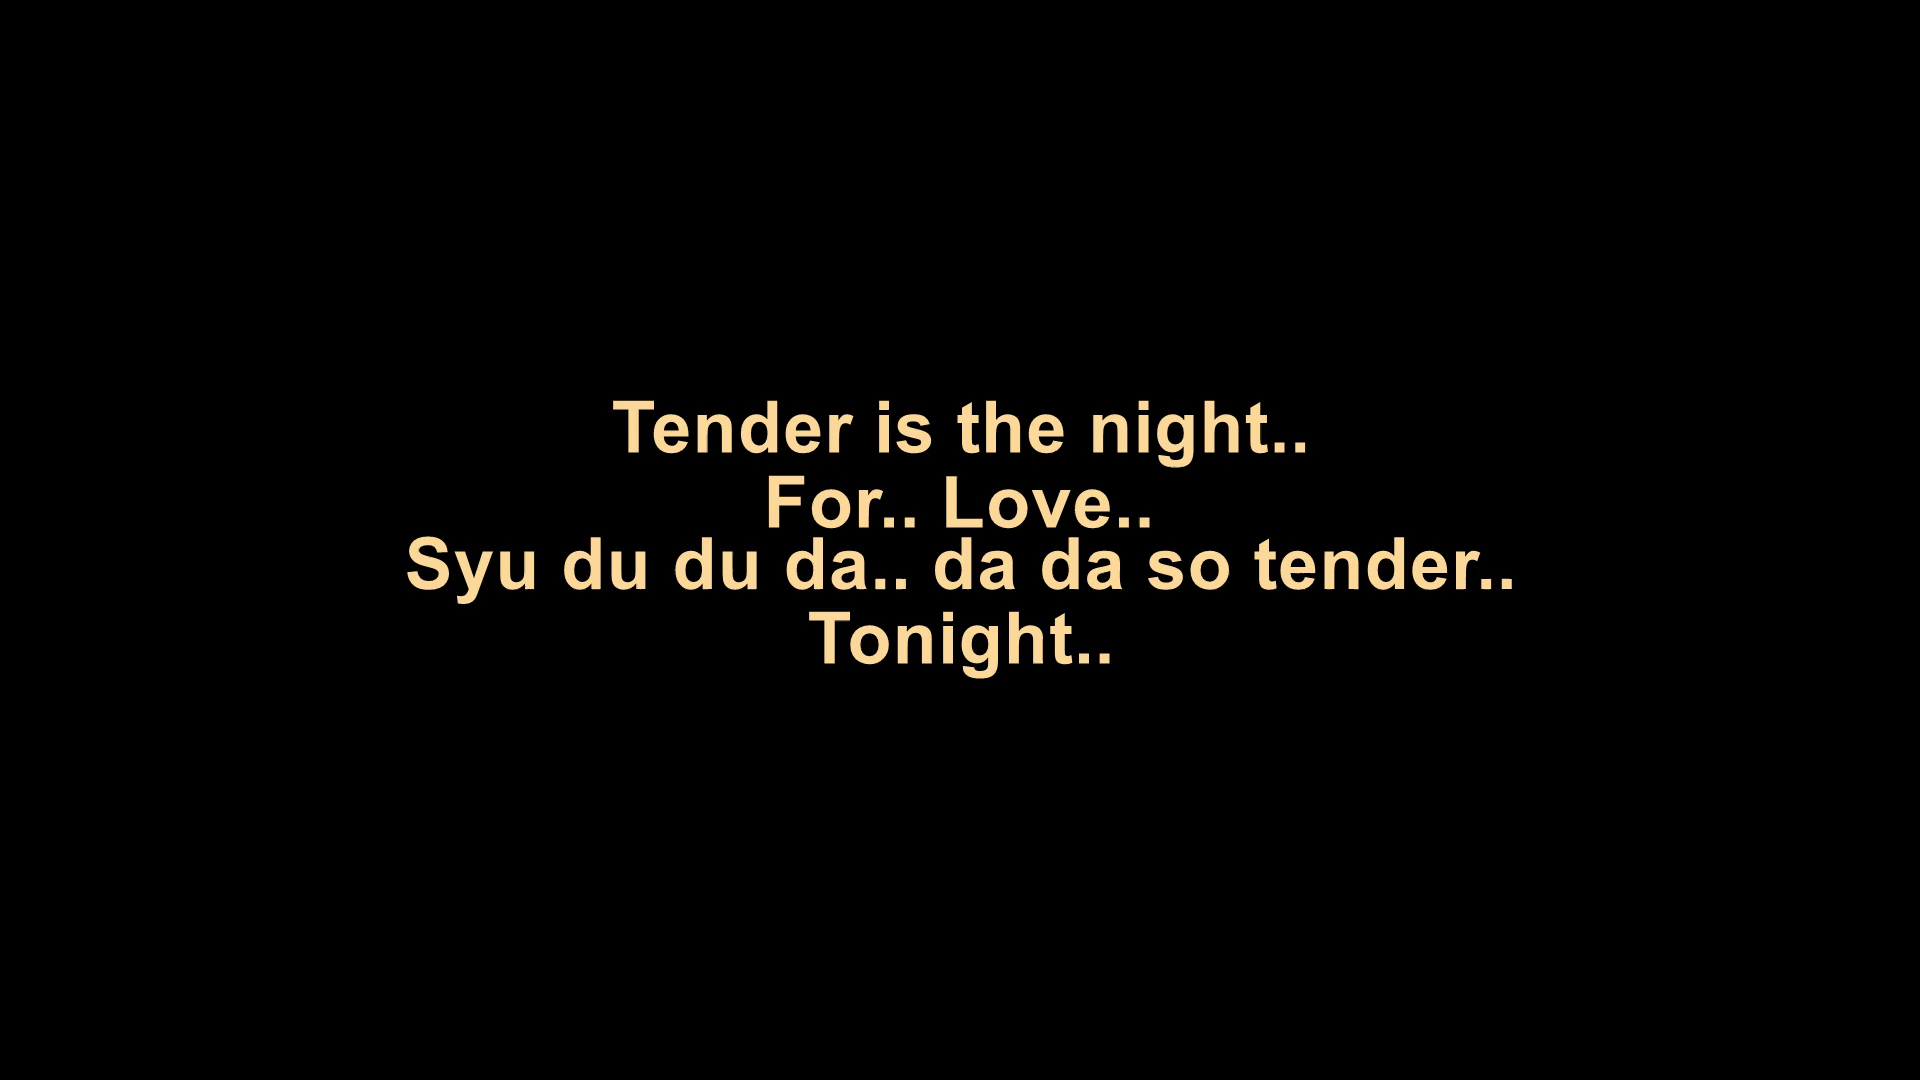 Tender is the night..
For.. Love..
Syu du du da.. da da so tender..
Tonight..